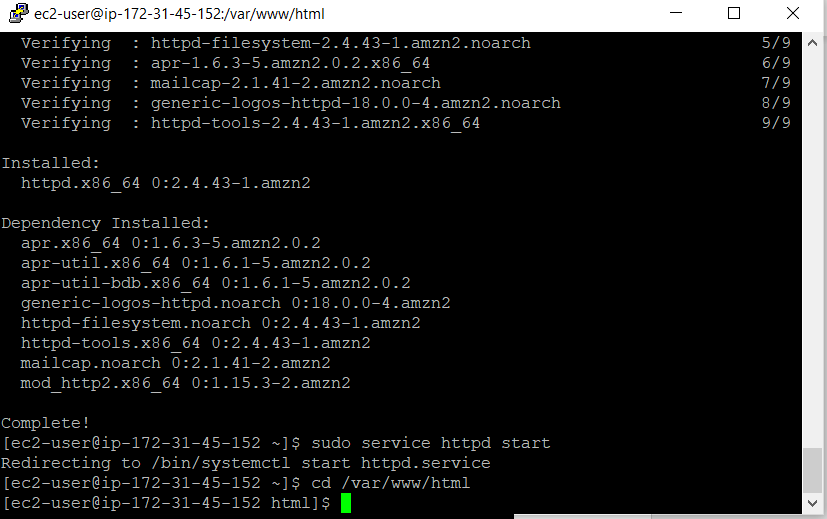 ec2-user@ip-172-31-45-152:/var/www/html
Verifying : httpd-filesystem-2.4.43-1.amzn2.noarch 5/9
Verifying : apr-1.6.3-5.amzn2.0.2.x86_64 6/9
Verifying : mailcap-2.1.41-2.amzn2.noarch 7/9
Verifying : generic-logos-httpd-18.0.0-4.amzn2.noarch 8/9
Verifying : httpd-tools-2.4.43-1.amzn2.x86_64 9/9
Installed:
httpd.x86_64 0:2.4.43-1.amzn2
Dependency Installed:
apr.x86_64 0:1.6.3-5.amzn2.0.2
apr-util.x86_64 0:1.6.1-5.amzn2.0.2
apr-util-bdb.x86_64 0:1.6.1-5.amzn2.0.2
generic-logos-httpd.noarch 0:18.0.0-4.amzn2
httpd-filesystem.noarch 0:2.4.43-1.amzn2
httpd-tools.x86_64 0:2.4.43-1.amzn2
mailcap.noarch 0:2.1.41-2.amzn2
mod_http2.x86_64 0:1.15.3-2.amzn2
Complete!
[ec2-user@ip-172-31-45-152 ~]$ sudo service httpd start
Redirecting to /bin/systemctl start httpd.service
[ec2-user@ip-172-31-45-152 ~]$ cd /var/www/html
[ec2-user@ip-172-31-45-152 html]$